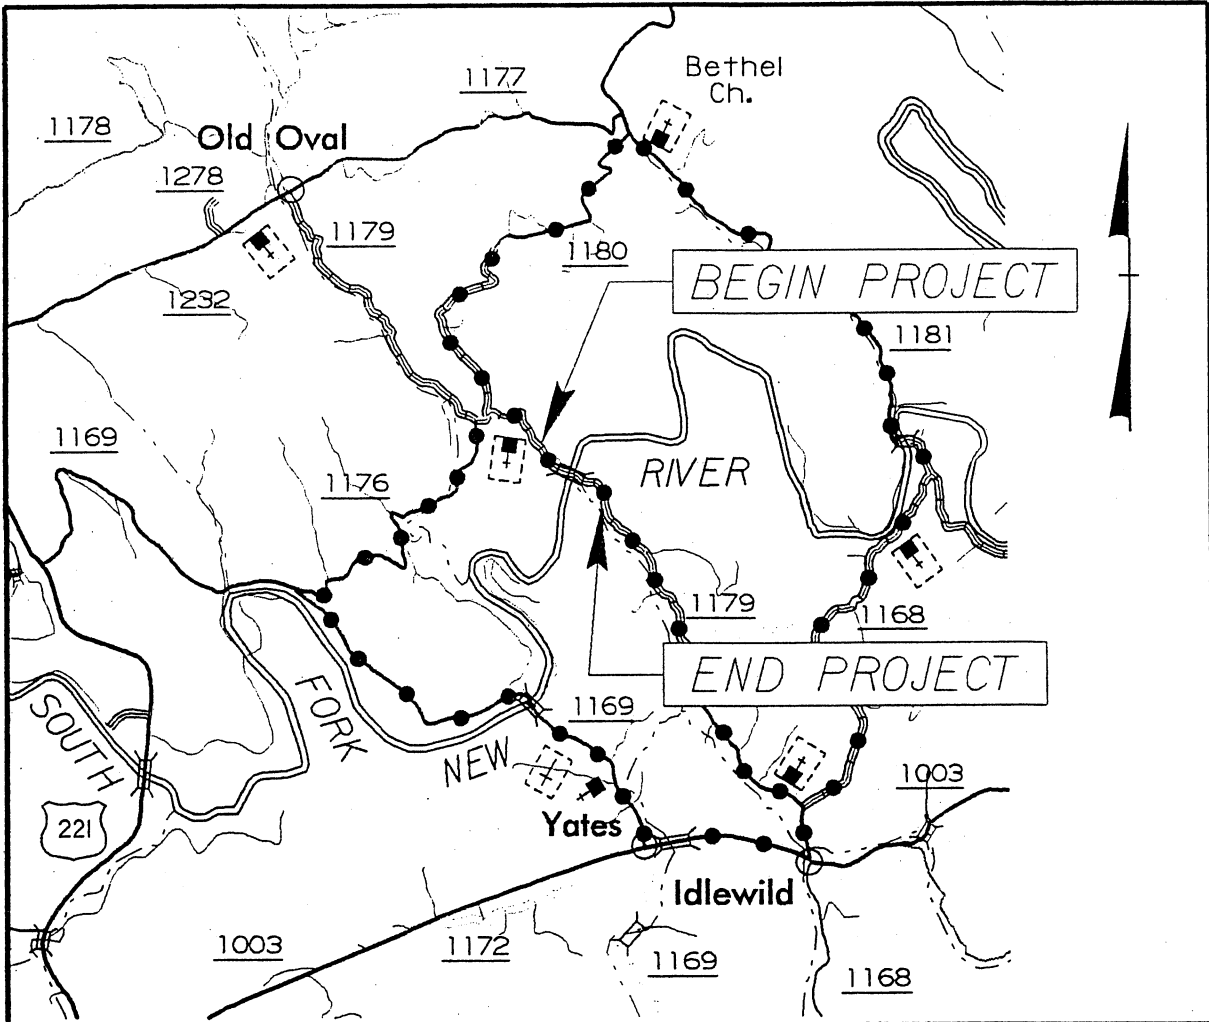 Bethel
Ch.
1177
1178
Old Oval
1278
1179
1180
1232
BEGIN PROJECT
1181
1169
1176
RIVER
1179
1168
END PROJECT
SOUTH
FORK
NEW
1169
1003
221
Yates
Idlewild
1003
1172
1169
1168